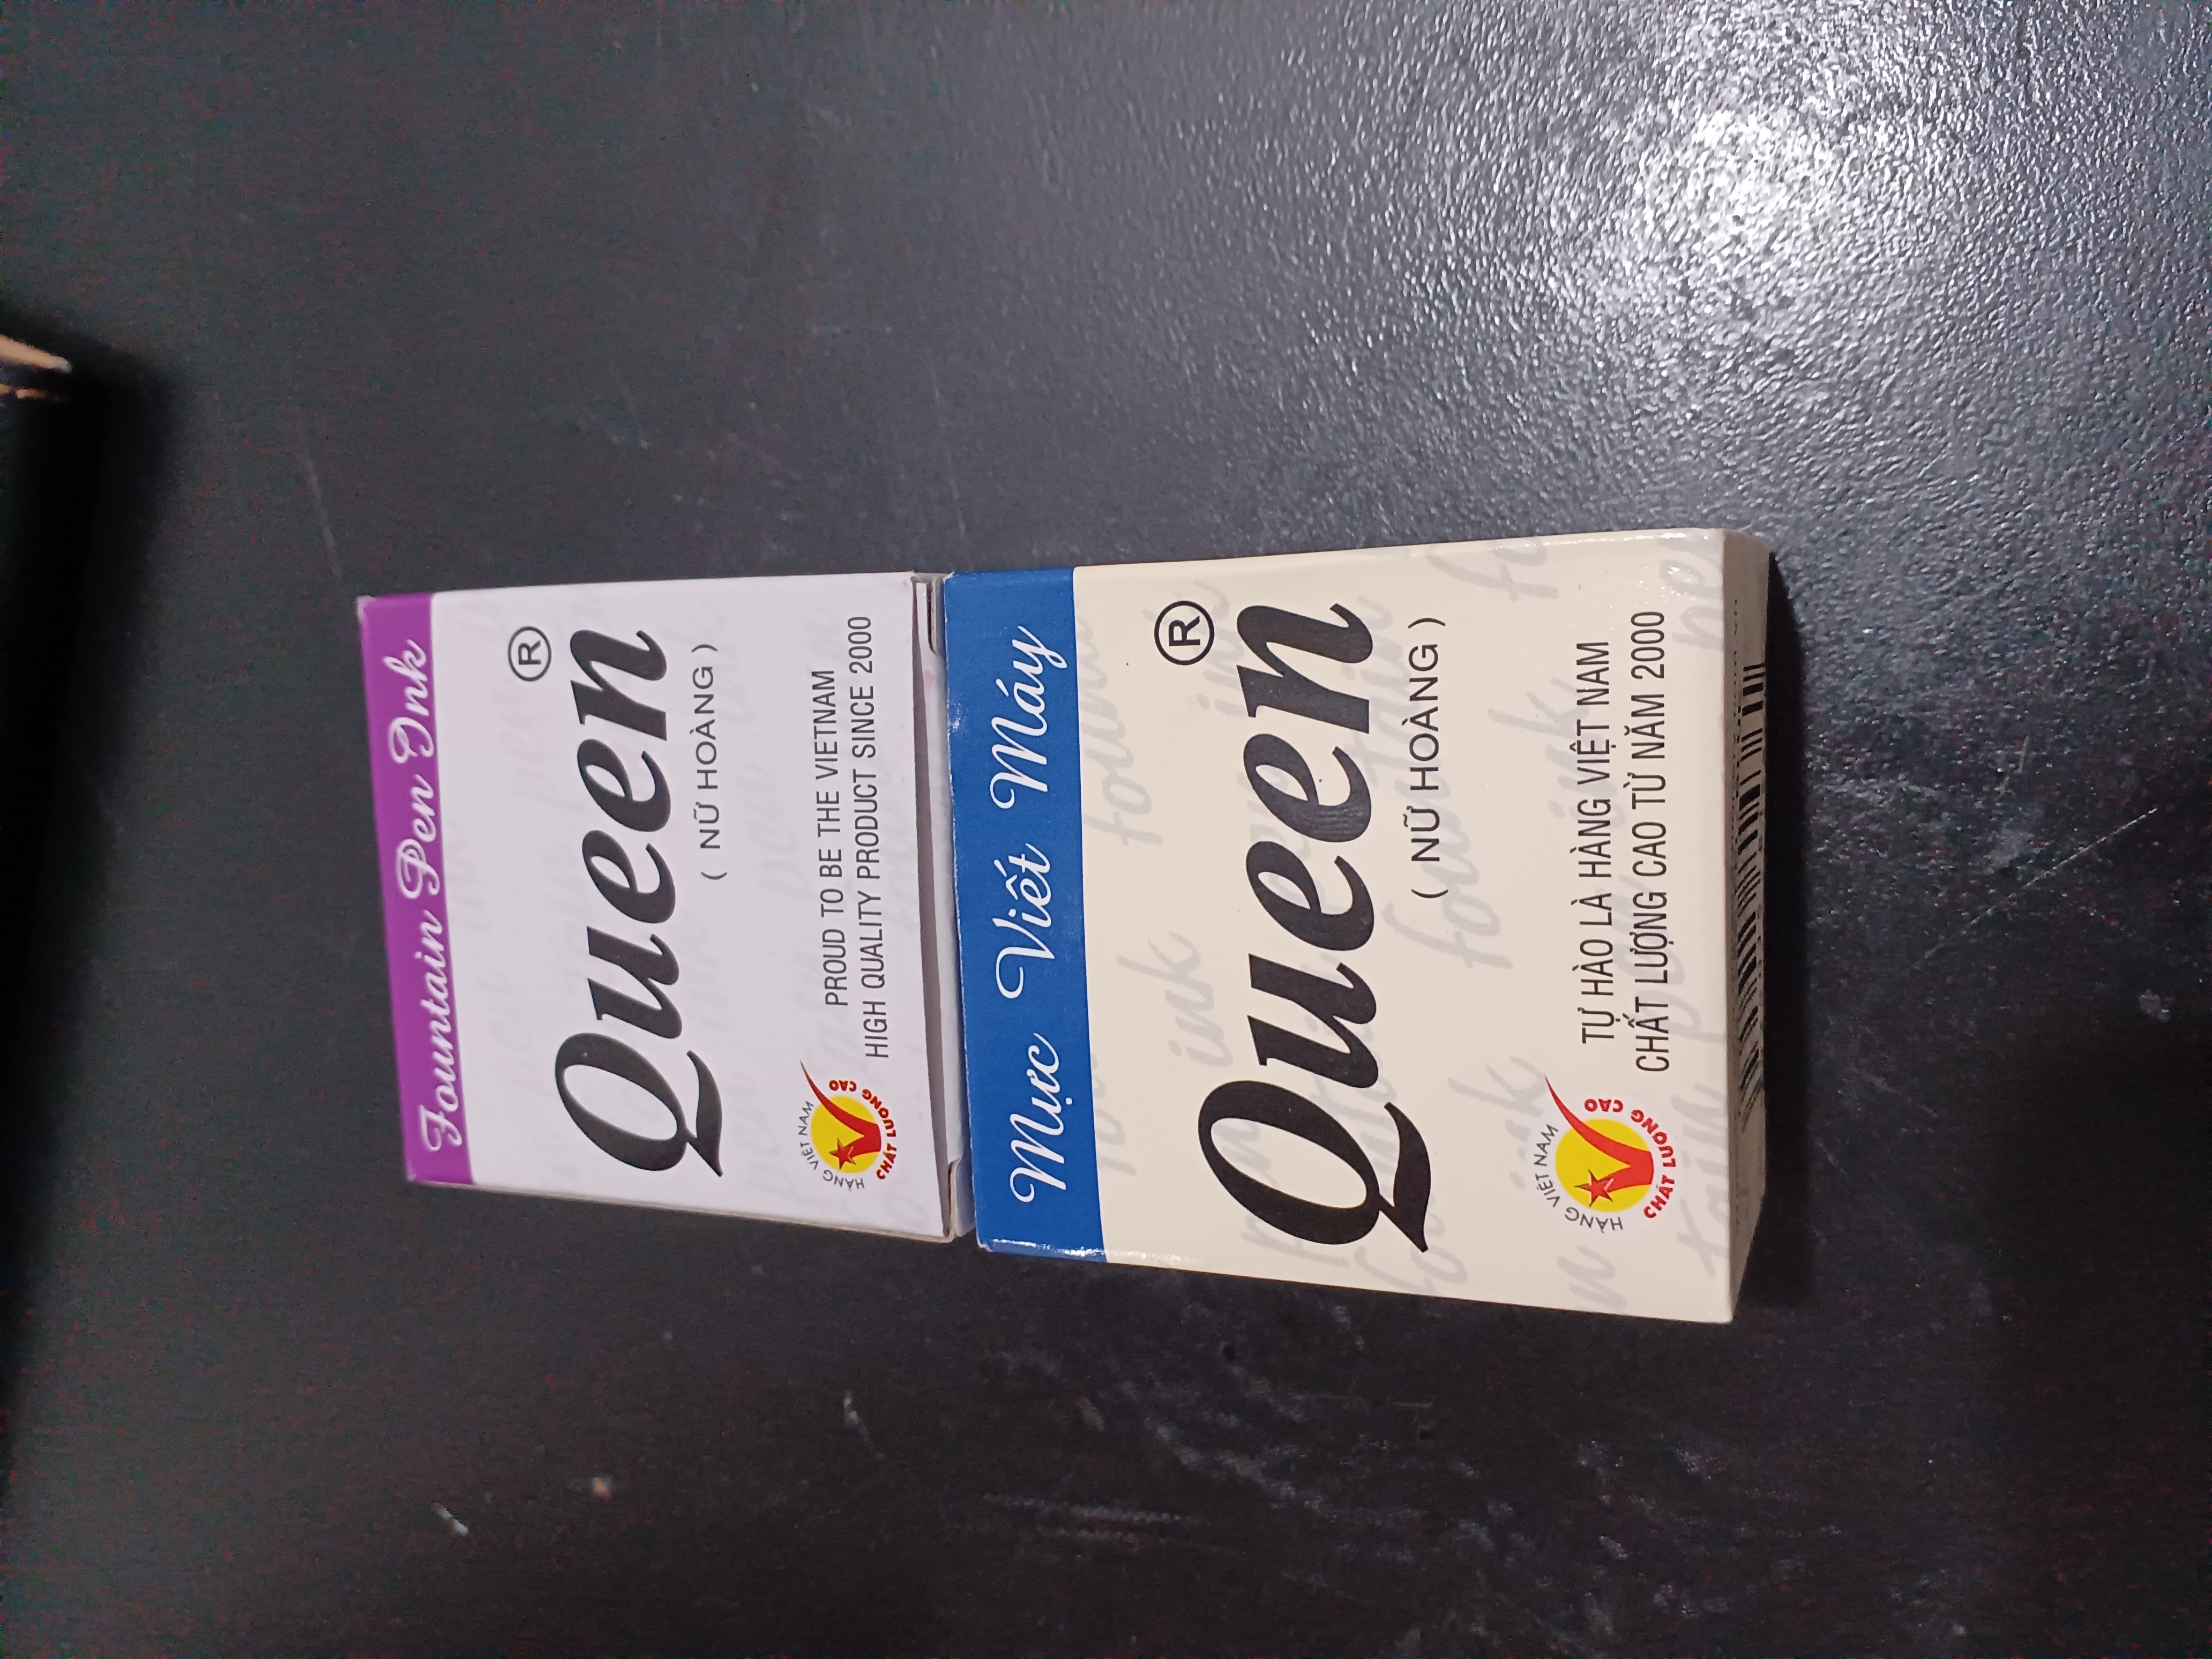 Fountain Pen Ink
Queen®
( NỮ HOÀNG )
PROUD TO BE THE VIETNAM
HIGH QUALITY PRODUCT SINCE 2000
HÀNG VIỆT NAM
CHẤT LƯỢNG CAO
Mực Viết Máy
Queen®
( NỮ HOÀNG )
TỰ HÀO LÀ HÀNG VIỆT NAM
CHẤT LƯỢNG CAO TỪ NĂM 2000
HÀNG VIỆT NAM
CHẤT LƯỢNG CAO